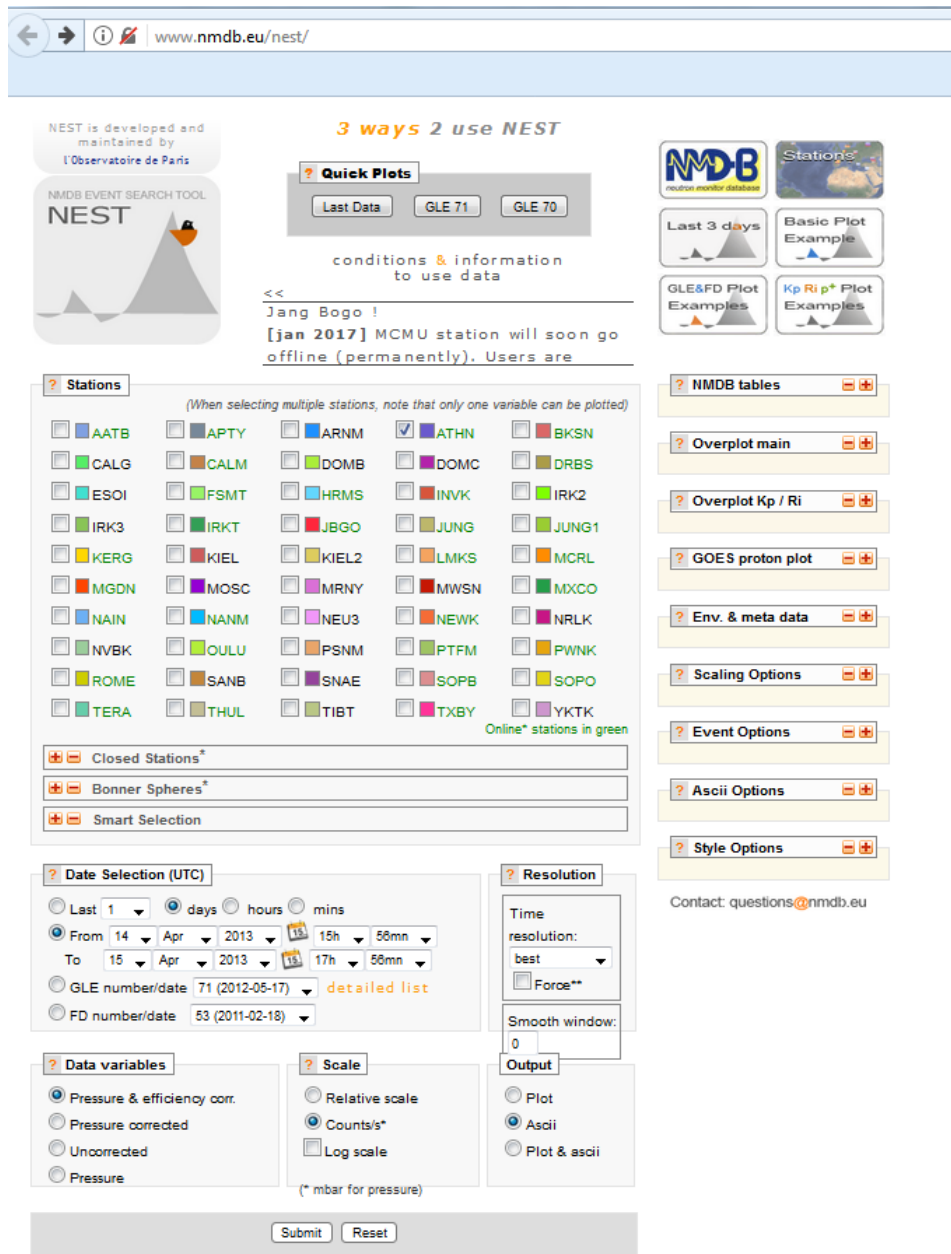 www.nmdb.eu/nest/
NEST is developed and
maintained by
l'Observatoire de Paris
NMDB EVENT SEARCH TOOL
NEST
3 ways 2 use NEST
? Quick Plots
Last Data GLE 71 GLE 70
conditions & information
to use data
<<
Jang Bogo !
[jan 2017] MCMU station will soon go
offline (permanently). Users are
NMDB
neutron monitor database
Stations
Last 3 days
Basic Plot
Example
GLE&FD Plot
Examples
Kp Ri p+ Plot
Examples
? Stations
(When selecting multiple stations, note that only one variable can be plotted)
AATB APTY ARNM ATHN BKSN
CALG CALM DOMB DOMC DRBS
ESOI FSMT HRMS INVK IRK2
IRK3 IRKT JBGO JUNG JUNG1
KERG KIEL KIEL2 LMKS MCRL
MGDN MOSC MRNY MWSN MXCO
NAIN NANM NEU3 NEWK NRLK
NVBK OULU PSNM PTFM PWNK
ROME SANB SNAE SOPB SOPO
TERA THUL TIBT TXBY YKTK
Online* stations in green
Closed Stations*
Bonner Spheres*
Smart Selection
? NMDB tables
? Overplot main
? Overplot Kp / Ri
? GOES proton plot
? Env. & meta data
? Scaling Options
? Event Options
? Ascii Options
? Style Options
Contact: questions@nmdb.eu
? Date Selection (UTC)
Last 1 days hours mins
From 14 Apr 2013 15 15h 56mn
To 15 Apr 2013 15 17h 56mn
GLE number/date 71 (2012-05-17) detailed list
FD number/date 53 (2011-02-18)
? Resolution
Time
resolution:
best
Force**
Smooth window:
0
? Data variables
Pressure & efficiency corr.
Pressure corrected
Uncorrected
Pressure
? Scale
Relative scale
Counts/s*
Log scale
(* mbar for pressure)
Output
Plot
Ascii
Plot & ascii
Submit Reset